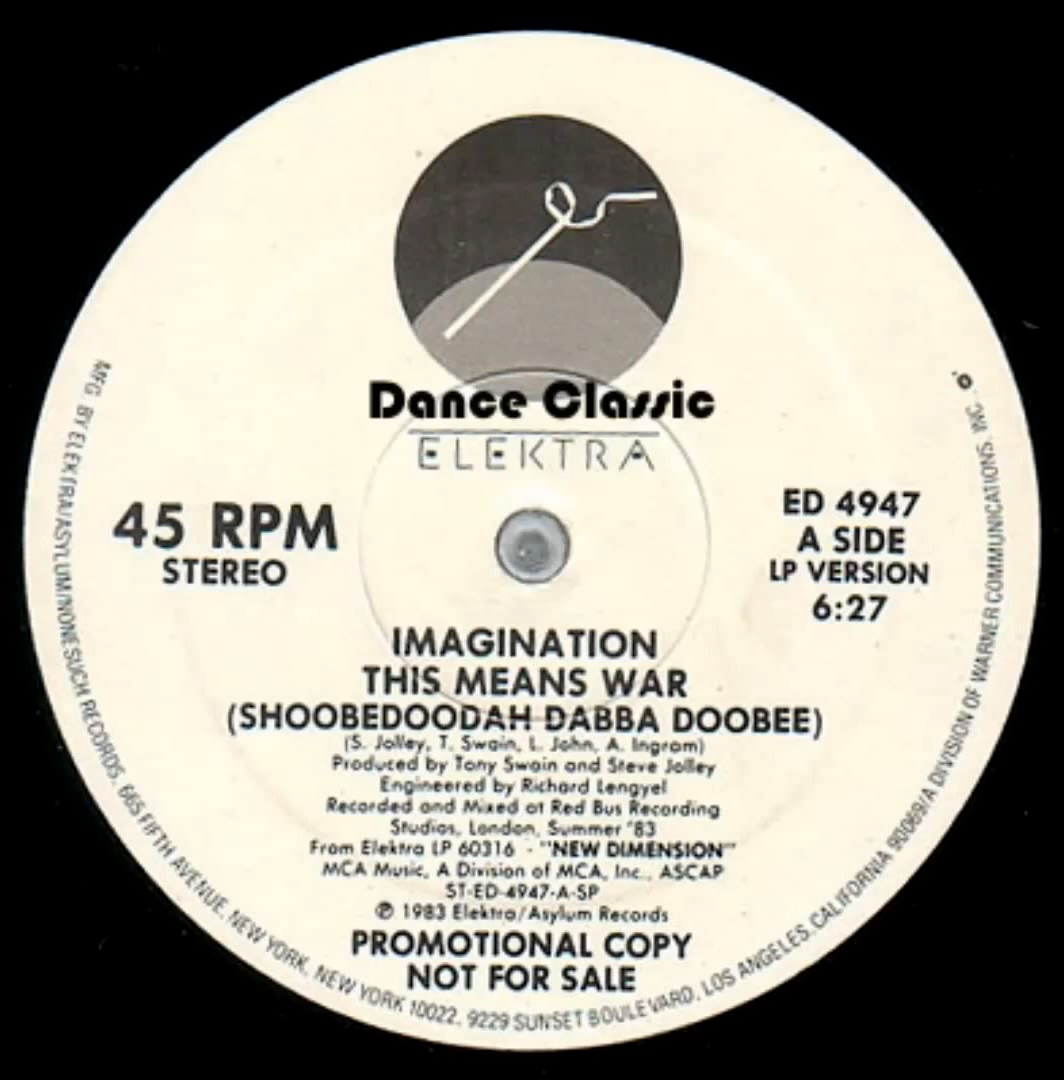 Dance Classic
ELEKTRA
45 RPM
STEREO
ED 4947
A SIDE
LP VERSION
6:27
IMAGINATION
THIS MEANS WAR
(SHOOBEDOODAH DABBA DOOBEE)
(S. Jolley, T. Swain, L. John, A. Ingram)
Produced by Tony Swain and Steve Jolley
Engineered by Richard Lengyel
Recorded and Mixed at Red Bus Recording
Studios, London, Summer '83
From Elektra LP 60316 - "NEW DIMENSION"
MCA Music, A Division of MCA, Inc., ASCAP
ST-ED-4947-A-SP
℗ 1983 Elektra/Asylum Records
PROMOTIONAL COPY
NOT FOR SALE
MFG. BY ELEKTRA/ASYLUM/NONESUCH RECORDS, 665 FIFTH AVENUE, NEW YORK, NEW YORK 10022, 9229 SUNSET BOULEVARD, LOS ANGELES, CALIFORNIA 90069/A DIVISION OF WARNER COMMUNICATIONS, INC.